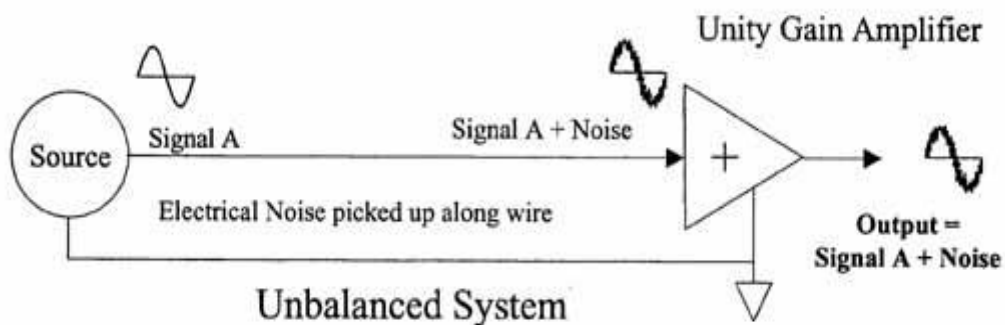 Unity Gain Amplifier
Signal A
Signal A + Noise
Source
+
Electrical Noise picked up along wire
Output =
Signal A + Noise
Unbalanced System